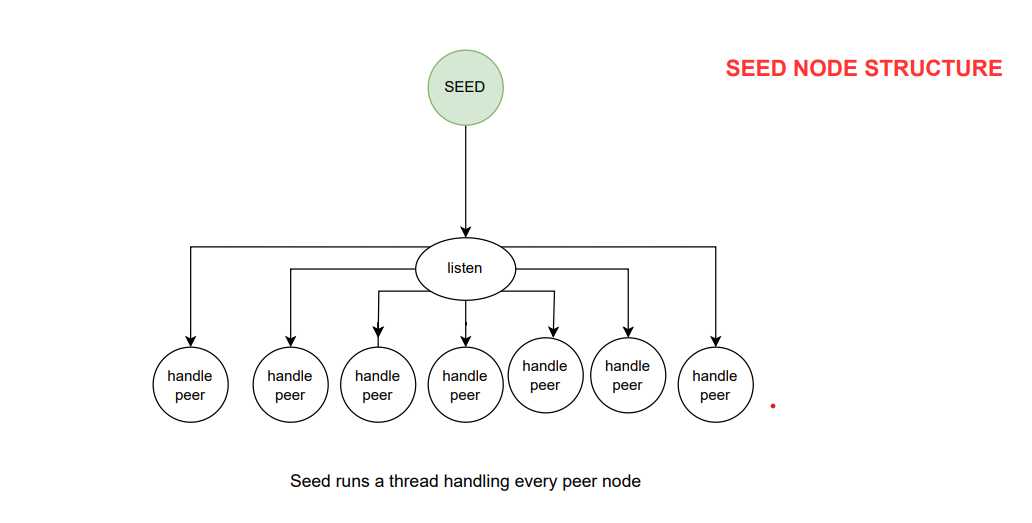 SEED NODE STRUCTURE
SEED
listen
handle
peer
handle
peer
handle
peer
handle
peer
handle
peer
handle
peer
handle
peer
Seed runs a thread handling every peer node